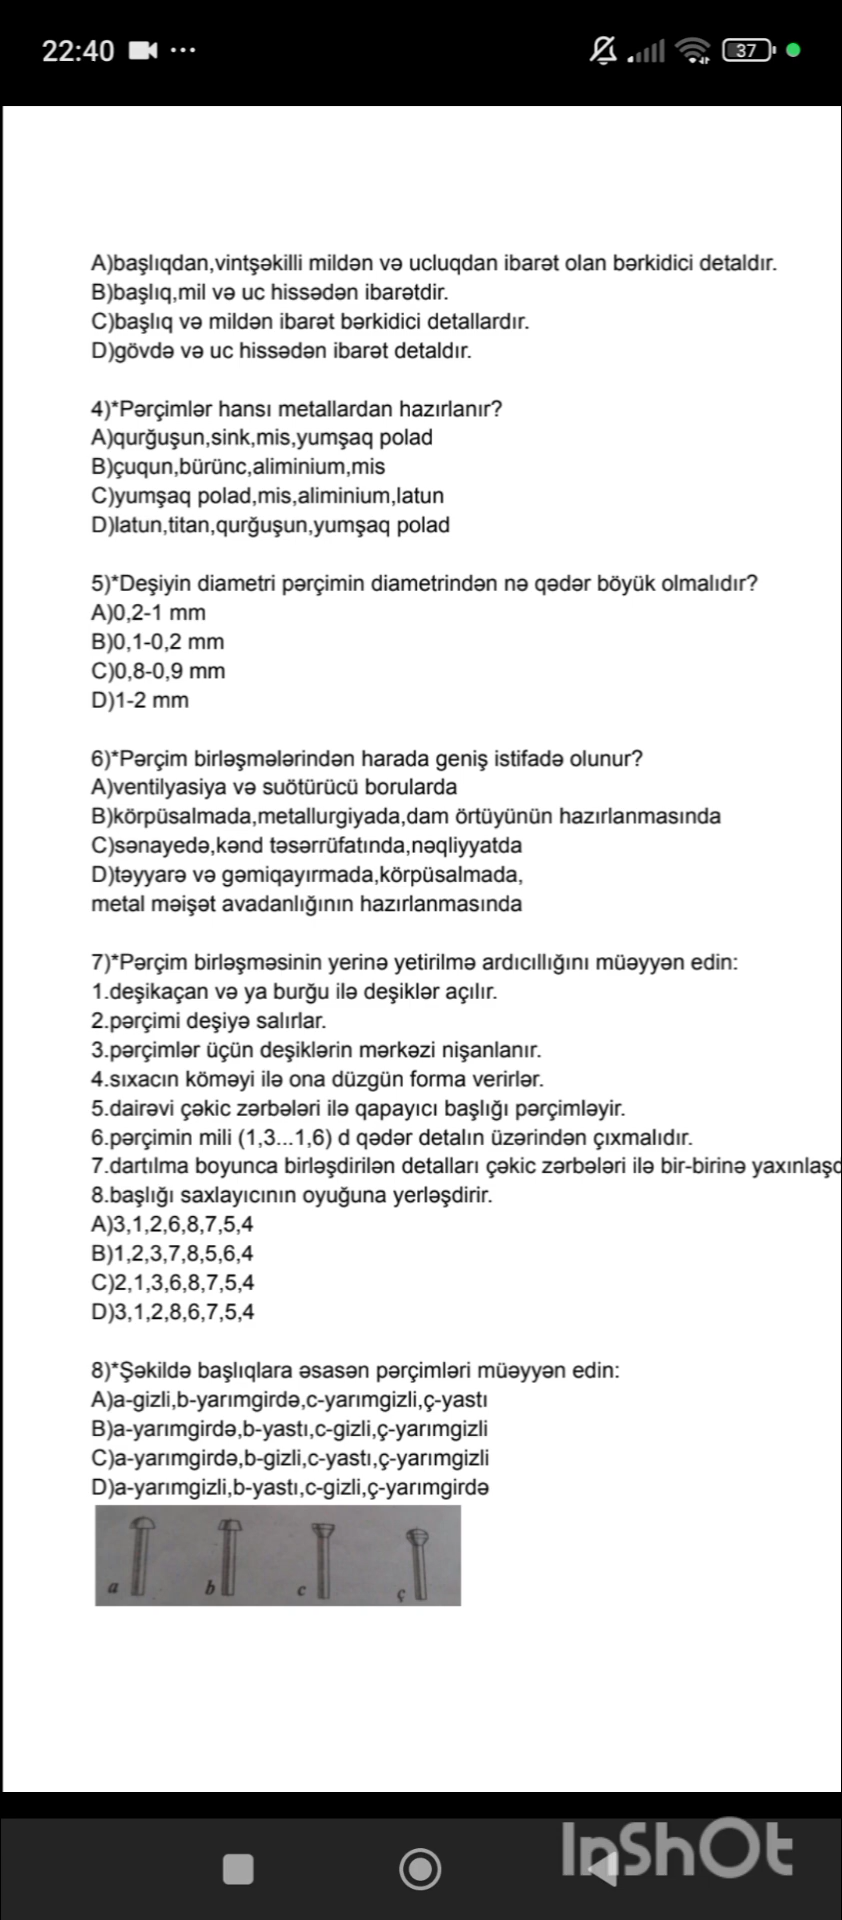 22:40
37
A)başlıqdan,vintşəkilli mildən və ucluqdan ibarət olan bərkidici detaldır.
B)başlıq,mil və uc hissədən ibarətdir.
C)başlıq və mildən ibarət bərkidici detallardır.
D)gövdə və uc hissədən ibarət detaldır.
4)*Pərçimlər hansı metallardan hazırlanır?
A)qurğuşun,sink,mis,yumşaq polad
B)çuqun,bürünc,aliminium,mis
C)yumşaq polad,mis,aliminium,latun
D)latun,titan,qurğuşun,yumşaq polad
5)*Deşiyin diametri pərçimin diametrindən nə qədər böyük olmalıdır?
A)0,2-1 mm
B)0,1-0,2 mm
C)0,8-0,9 mm
D)1-2 mm
6)*Pərçim birləşmələrindən harada geniş istifadə olunur?
A)ventilyasiya və suötürücü borularda
B)körpüsalmada,metallurgiyada,dam örtüyünün hazırlanmasında
C)sənayedə,kənd təsərrüfatında,nəqliyyatda
D)təyyarə və gəmiqayırmada,körpüsalmada,
metal məişət avadanlığının hazırlanmasında
7)*Pərçim birləşməsinin yerinə yetirilmə ardıcıllığını müəyyən edin:
1.deşikaçan və ya burğu ilə deşiklər açılır.
2.pərçimi deşiyə salırlar.
3.pərçimlər üçün deşiklərin mərkəzi nişanlanır.
4.sıxacın köməyi ilə ona düzgün forma verirlər.
5.dairəvi çəkic zərbələri ilə qapayıcı başlığı pərçimləyir.
6.pərçimin mili (1,3...1,6) d qədər detalın üzərindən çıxmalıdır.
7.dartılma boyunca birləşdirilən detalları çəkic zərbələri ilə bir-birinə yaxınlaşd
8.başlığı saxlayıcının oyuğuna yerləşdirir.
A)3,1,2,6,8,7,5,4
B)1,2,3,7,8,5,6,4
C)2,1,3,6,8,7,5,4
D)3,1,2,8,6,7,5,4
8)*Şəkildə başlıqlara əsasən pərçimləri müəyyən edin:
A)a-gizli,b-yarımgirdə,c-yarımgizli,ç-yastı
B)a-yarımgirdə,b-yastı,c-gizli,ç-yarımgizli
C)a-yarımgirdə,b-gizli,c-yastı,ç-yarımgizli
D)a-yarımgizli,b-yastı,c-gizli,ç-yarımgirdə
a b c ç
InShOt